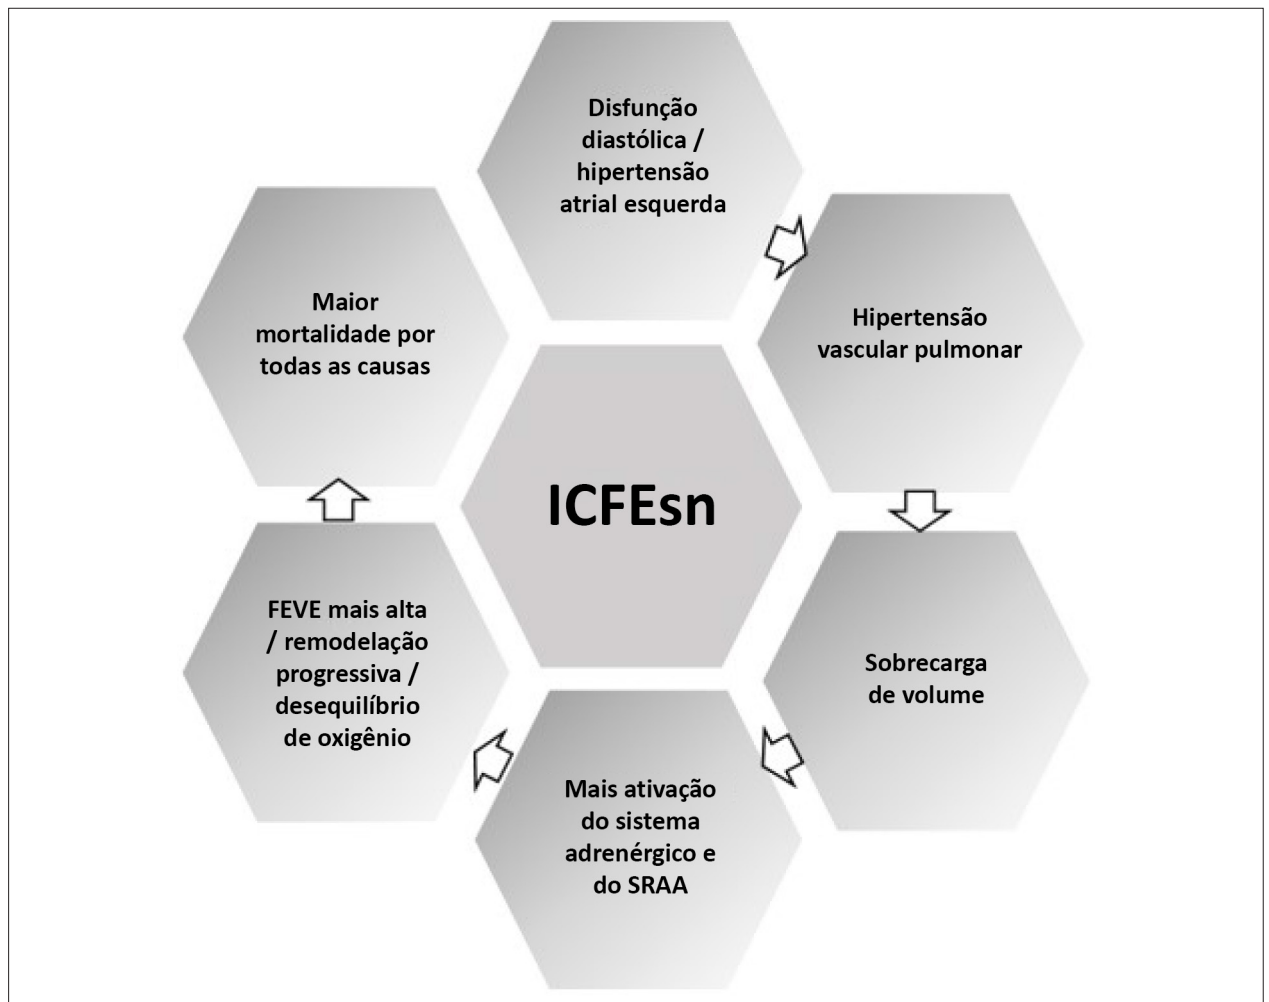 Disfunção
diastólica /
hipertensão
atrial esquerda
Hipertensão
vascular pulmonar
Sobrecarga
de volume
Mais ativação
do sistema
adrenérgico e
do SRAA
FEVE mais alta
/ remodelação
progressiva /
desequilíbrio
de oxigênio
Maior
mortalidade por
todas as causas
ICFEsn